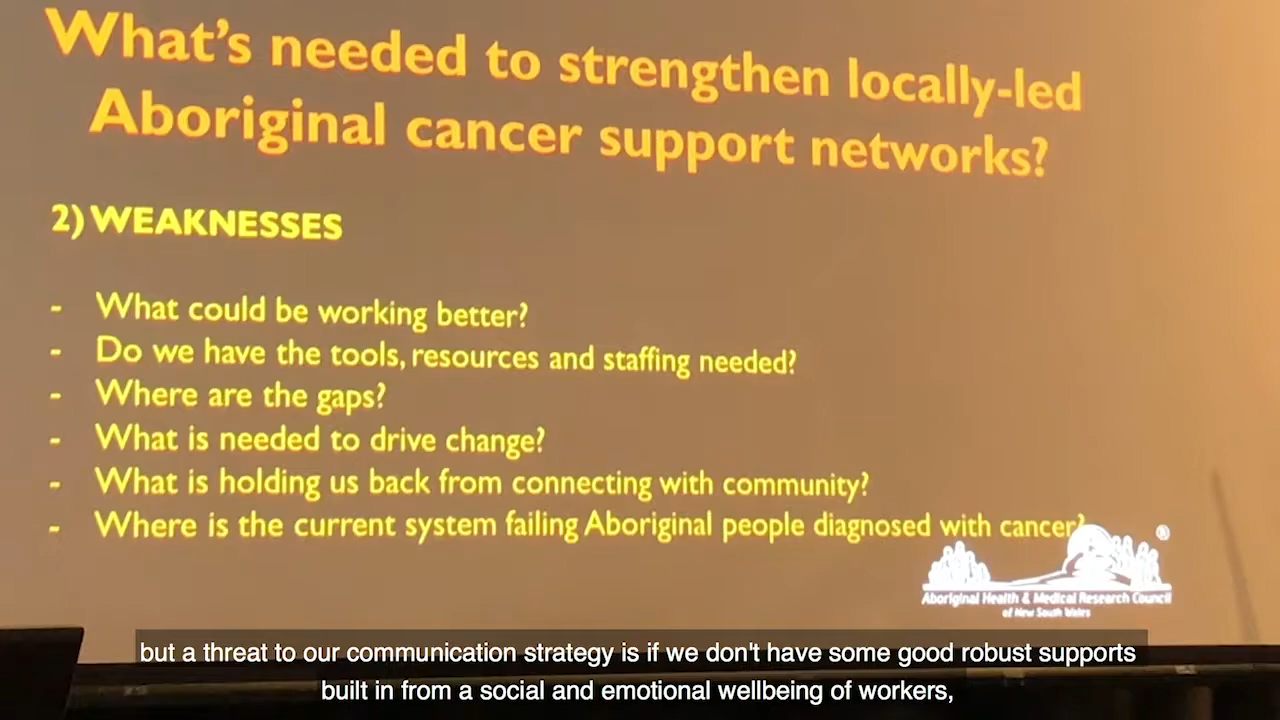 What's needed to strengthen locally-led
Aboriginal cancer support networks?
2) WEAKNESSES
- What could be working better?
- Do we have the tools, resources and staffing needed?
- Where are the gaps?
- What is needed to drive change?
- What is holding us back from connecting with community?
- Where is the current system failing Aboriginal people diagnosed with cancer?
®
Aboriginal Health & Medical Research Council
of New South Wales
but a threat to our communication strategy is if we don't have some good robust supports
built in from a social and emotional wellbeing of workers,